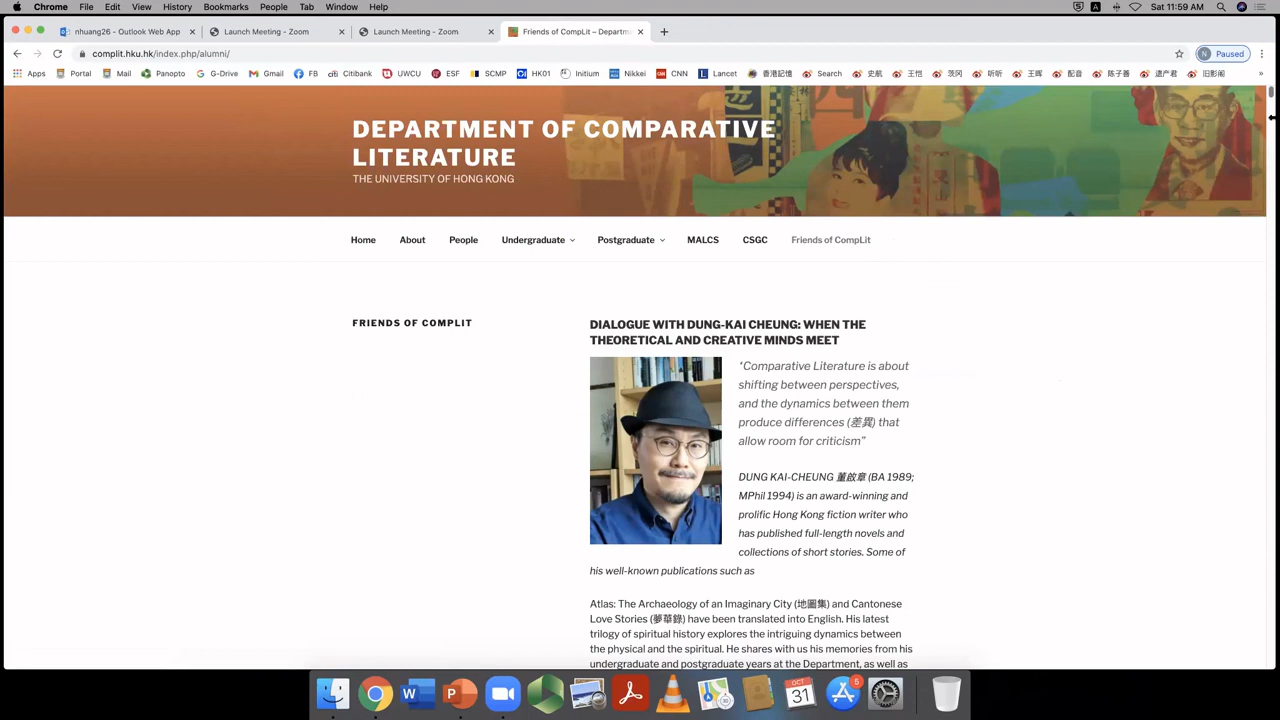 Chrome File Edit View History Bookmarks People Tab Window Help Sat 11:59 AM
nhuang26 - Outlook Web App Launch Meeting - Zoom Launch Meeting - Zoom Friends of CompLit – Departm
complit.hku.hk/index.php/alumni/ N Paused
Apps Portal Mail Panopto G-Drive Gmail FB Citibank UWCU ESF SCMP HK01 Initium Nikkei CNN Lancet 香港記憶 Search 史航 王恺 茨冈 听听 王晖 配音 陈子善 遗产君 旧影阁 »
DEPARTMENT OF COMPARATIVE
LITERATURE
THE UNIVERSITY OF HONG KONG
Home About People Undergraduate Postgraduate MALCS CSGC Friends of CompLit
FRIENDS OF COMPLIT
DIALOGUE WITH DUNG-KAI CHEUNG: WHEN THE
THEORETICAL AND CREATIVE MINDS MEET
“Comparative Literature is about
shifting between perspectives,
and the dynamics between them
produce differences (差異) that
allow room for criticism”
DUNG KAI-CHEUNG 董啟章 (BA 1989;
MPhil 1994) is an award-winning and
prolific Hong Kong fiction writer who
has published full-length novels and
collections of short stories. Some of
his well-known publications such as
Atlas: The Archaeology of an Imaginary City (地圖集) and Cantonese
Love Stories (夢華錄) have been translated into English. His latest
trilogy of spiritual history explores the intriguing dynamics between
the physical and the spiritual. He shares with us his memories from his
undergraduate and postgraduate years at the Department, as well as
OCT
31
5